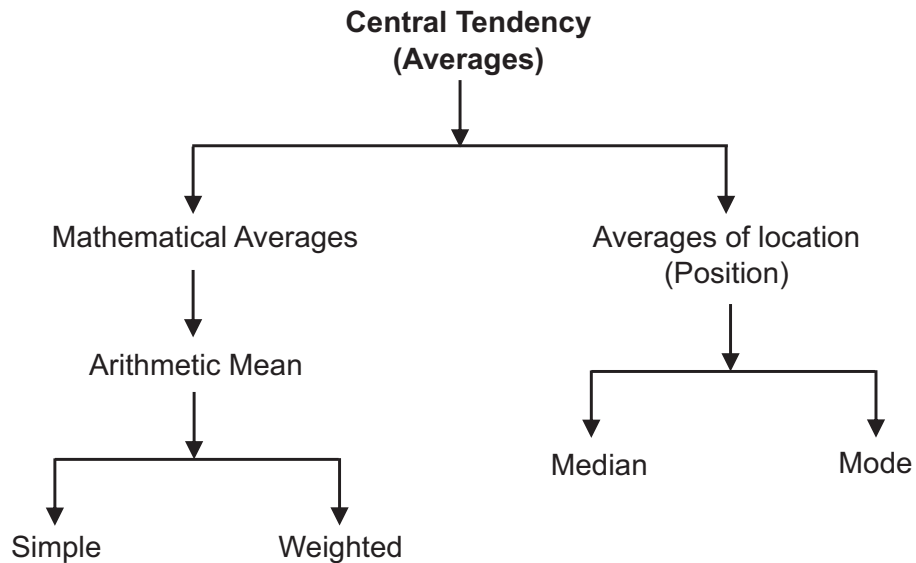 Central Tendency
(Averages)
Mathematical Averages
Averages of location
(Position)
Arithmetic Mean
Median
Mode
Simple
Weighted